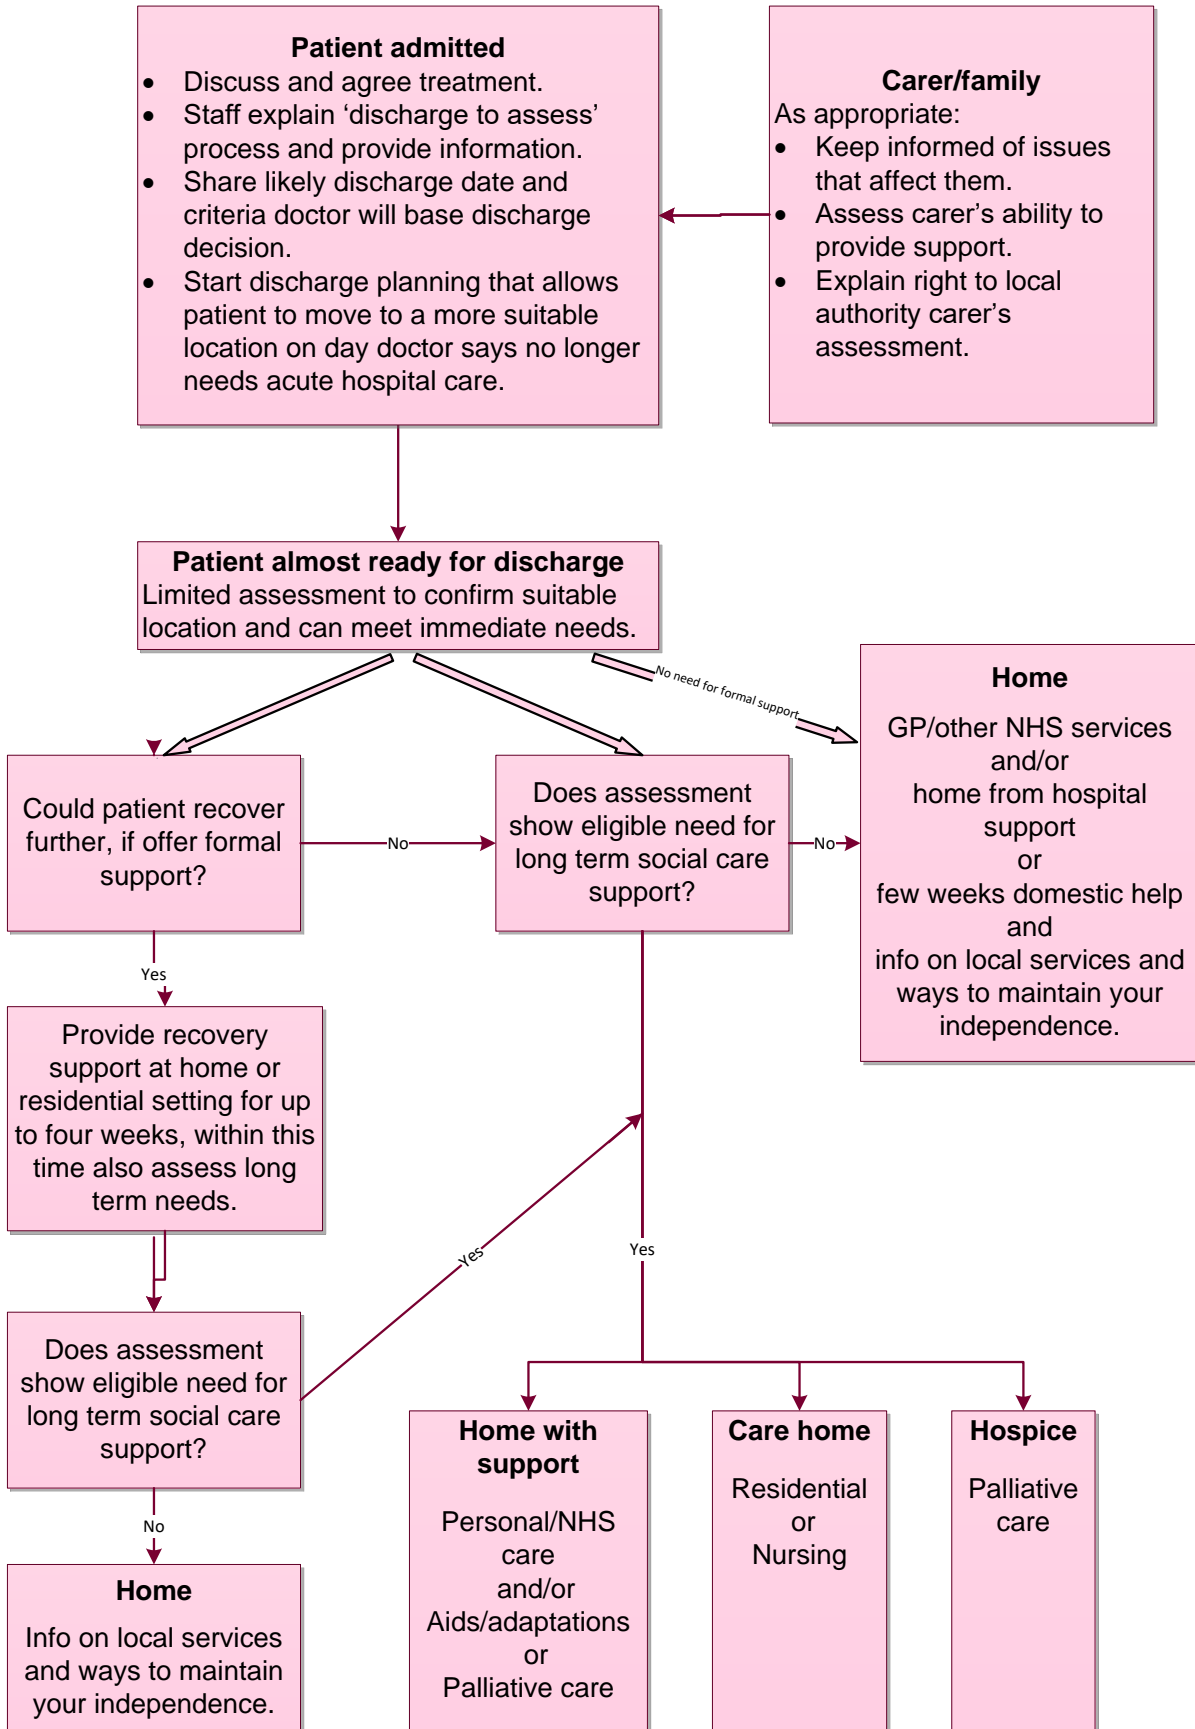 Patient admitted
• Discuss and agree treatment.
• Staff explain ‘discharge to assess’
process and provide information.
• Share likely discharge date and
criteria doctor will base discharge
decision.
• Start discharge planning that allows
patient to move to a more suitable
location on day doctor says no longer
needs acute hospital care.
Carer/family
As appropriate:
• Keep informed of issues
that affect them.
• Assess carer’s ability to
provide support.
• Explain right to local
authority carer’s
assessment.
Patient almost ready for discharge
Limited assessment to confirm suitable
location and can meet immediate needs.
No need for formal support
Home
GP/other NHS services
and/or
home from hospital
support
or
few weeks domestic help
and
info on local services and
ways to maintain your
independence.
Could patient recover
further, if offer formal
support?
No
Does assessment
show eligible need for
long term social care
support?
No
Yes
Provide recovery
support at home or
residential setting for up
to four weeks, within this
time also assess long
term needs.
Yes
Yes
Does assessment
show eligible need for
long term social care
support?
No
Home
Info on local services
and ways to maintain
your independence.
Home with
support
Personal/NHS
care
and/or
Aids/adaptations
or
Palliative care
Care home
Residential
or
Nursing
Hospice
Palliative
care